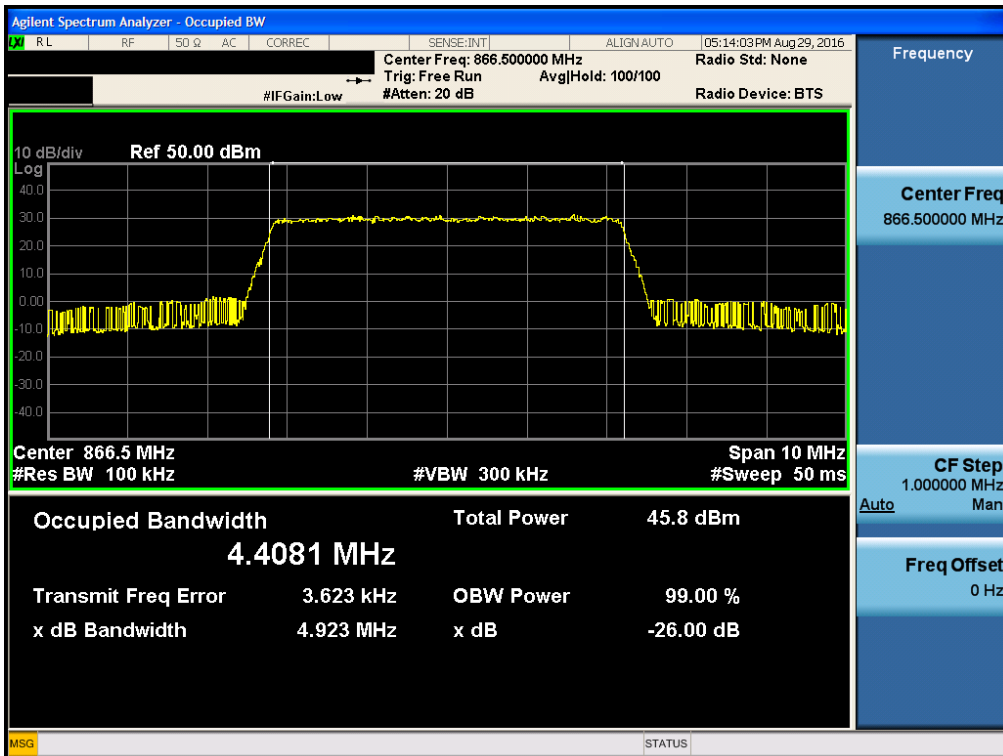 Agilent Spectrum Analyzer - Occupied BW
LXI RL RF 50 Ω AC CORREC SENSE:INT ALIGN AUTO 05:14:03 PM Aug 29, 2016
Center Freq: 866.500000 MHz Radio Std: None
Trig: Free Run Avg|Hold: 100/100
#IFGain:Low #Atten: 20 dB Radio Device: BTS
10 dB/div Ref 50.00 dBm
Log
40.0
30.0
20.0
10.0
0.00
-10.0
-20.0
-30.0
-40.0
Center 866.5 MHz Span 10 MHz
#Res BW 100 kHz #VBW 300 kHz #Sweep 50 ms
Occupied Bandwidth Total Power 45.8 dBm
4.4081 MHz
Transmit Freq Error 3.623 kHz OBW Power 99.00 %
x dB Bandwidth 4.923 MHz x dB -26.00 dB
MSG STATUS
Frequency
Center Freq
866.500000 MHz
CF Step
1.000000 MHz
Auto Man
Freq Offset
0 Hz